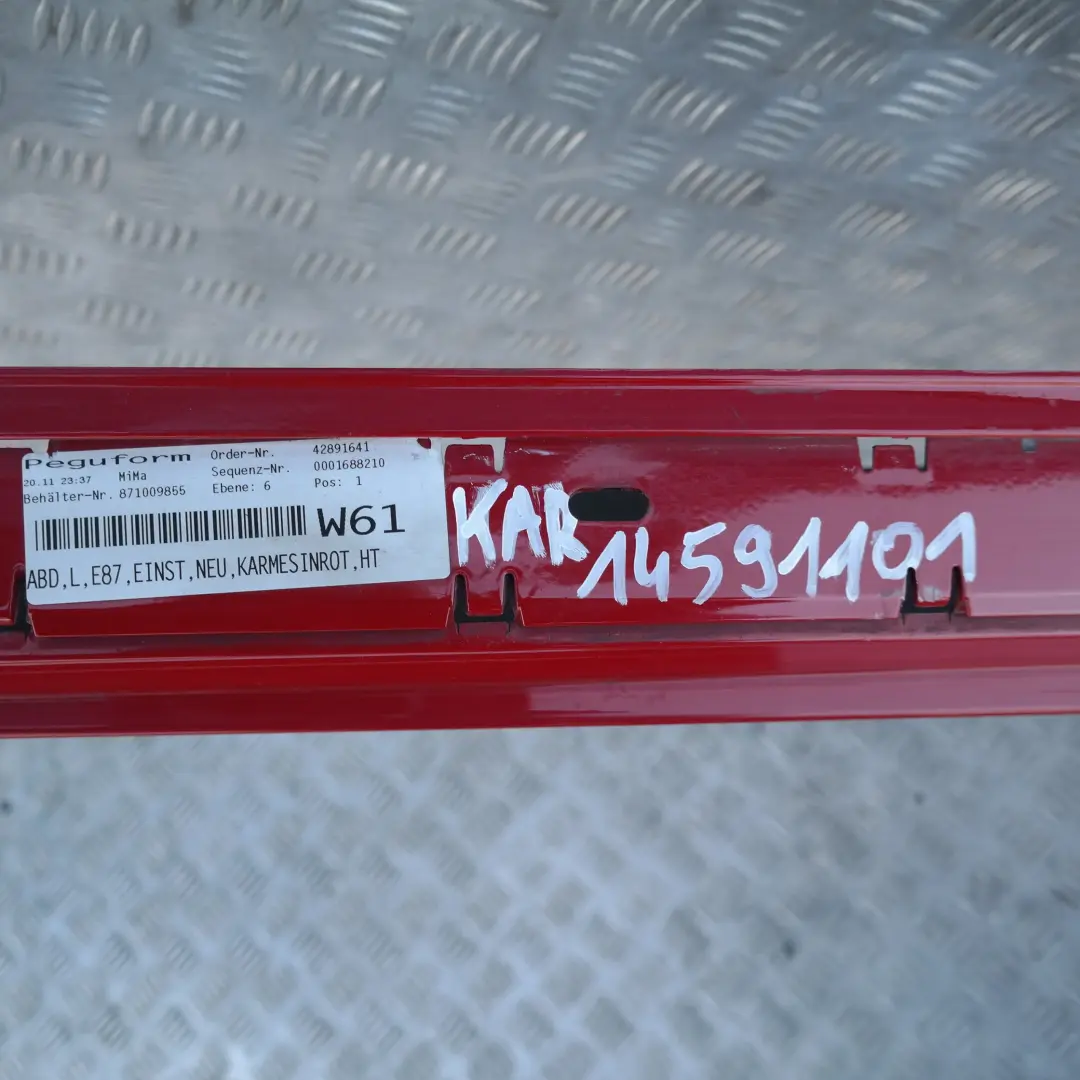 Peguform Order-Nr. 42891641
20.11 23:37 MiMa Sequenz-Nr. 0001688210
Behälter-Nr. 871009855 Ebene: 6 Pos: 1
W61
ABD,L,E87,EINST,NEU,KARMESINROT,HT
KAR
14591101